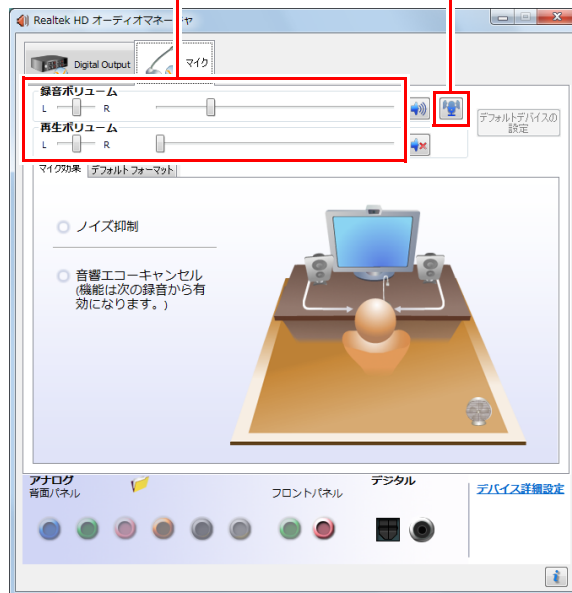 Realtek HD オーディオマネージャ
Digital Output
マイク
録音ボリューム
L R
再生ボリューム
L R
デフォルトデバイスの
設定
マイク効果 デフォルトフォーマット
ノイズ抑制
音響エコーキャンセル
(機能は次の録音から有
効になります。)
アナログ
背面パネル
フロントパネル
デジタル
デバイス詳細設定